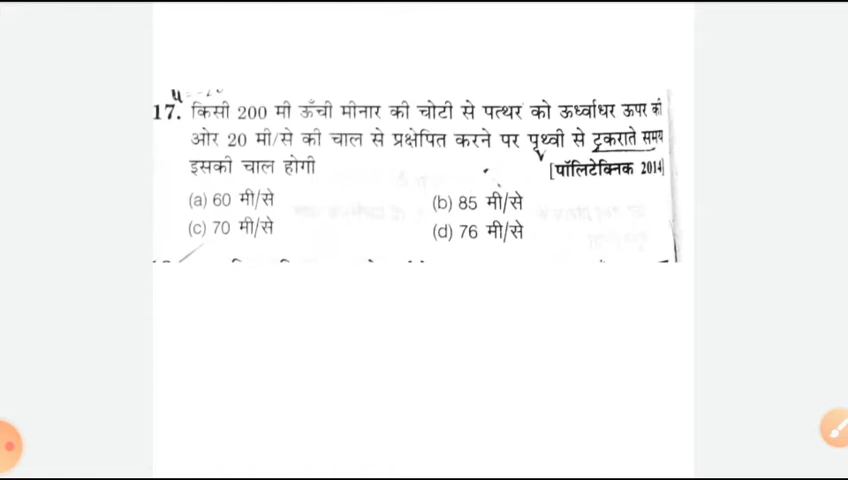 u = -20
17. किसी 200 मी ऊँची मीनार की चोटी से पत्थर को ऊर्ध्वाधर ऊपर की
ओर 20 मी/से की चाल से प्रक्षेपित करने पर पृथ्वी से टकराते समय
v
इसकी चाल होगी [पॉलिटेक्निक 2014]
(a) 60 मी/से (b) 85 मी/से
(c) 70 मी/से (d) 76 मी/से